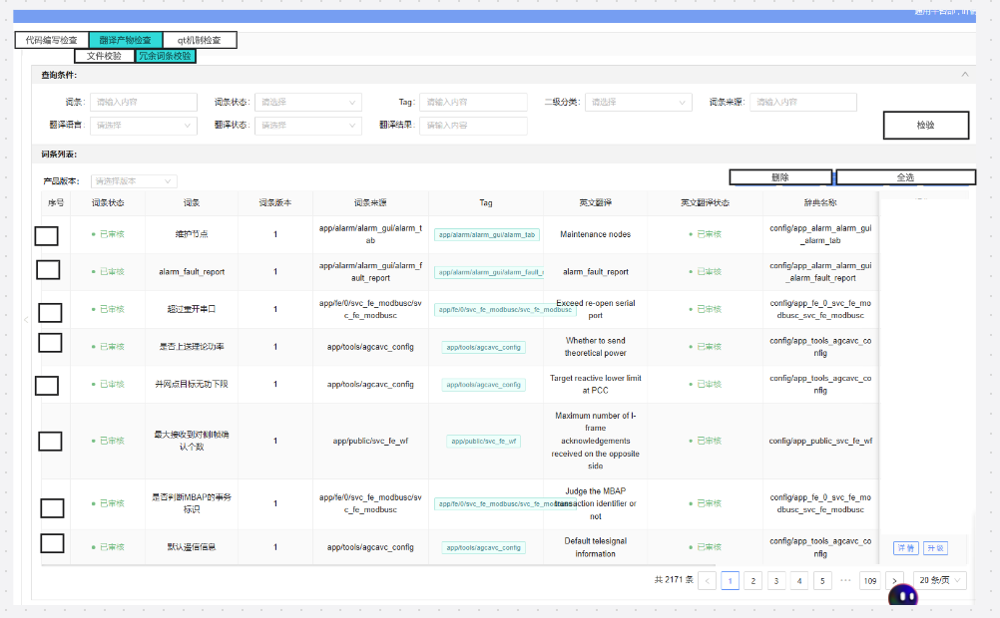 代码编写检查 翻译产物检查 qt机制检查
文件校验 冗余词条校验
查询条件:
词条: 请输入内容 词条状态: 请选择 Tag: 请输入内容 二级分类: 请选择 词条来源: 请输入内容
翻译语言: 请选择 翻译状态: 请选择 翻译结果: 请输入内容
检验
词条列表:
产品版本: 请选择版本 删除 全选
序号 词条状态 词条 词条版本 词条来源 Tag 英文翻译 英文翻译状态 辞典名称
已审核 维护节点 1 app/alarm/alarm_gui/alarm_tab app/alarm/alarm_gui/alarm_tab Maintenance nodes 已审核 config/app_alarm_alarm_gui_alarm_tab
已审核 alarm_fault_report 1 app/alarm/alarm_gui/alarm_fault_report app/alarm/alarm_gui/alarm_fault_r alarm_fault_report 已审核 config/app_alarm_alarm_gui_alarm_fault_report
已审核 超过重开串口 1 app/fe/0/svc_fe_modbusc/svc_fe_modbusc app/fe/0/svc_fe_modbusc/svc_fe_modbusc Exceed re-open serial port 已审核 config/app_fe_0_svc_fe_modbusc_svc_fe_modbusc
已审核 是否上送理论功率 1 app/tools/agcavc_config app/tools/agcavc_config Whether to send theoretical power 已审核 config/app_tools_agcavc_config
已审核 并网点目标无功下限 1 app/tools/agcavc_config app/tools/agcavc_config Target reactive lower limit at PCC 已审核 config/app_tools_agcavc_config
已审核 最大接收到对侧I帧确认个数 1 app/public/svc_fe_wf app/public/svc_fe_wf Maximum number of I-frame acknowledgements received on the opposite side 已审核 config/app_public_svc_fe_wf
已审核 是否判断MBAP的事务标识 1 app/fe/0/svc_fe_modbusc/svc_fe_modbusc app/fe/0/svc_fe_modbusc/svc_fe_modbusc Judge the MBAP transaction identifier or not 已审核 config/app_fe_0_svc_fe_modbusc_svc_fe_modbusc
已审核 默认遥信信息 1 app/tools/agcavc_config app/tools/agcavc_config Default telesignal information 已审核 config/app_tools_agcavc_config 详情 升级
共 2171 条 < 1 2 3 4 5 ••• 109 > 20 条/页